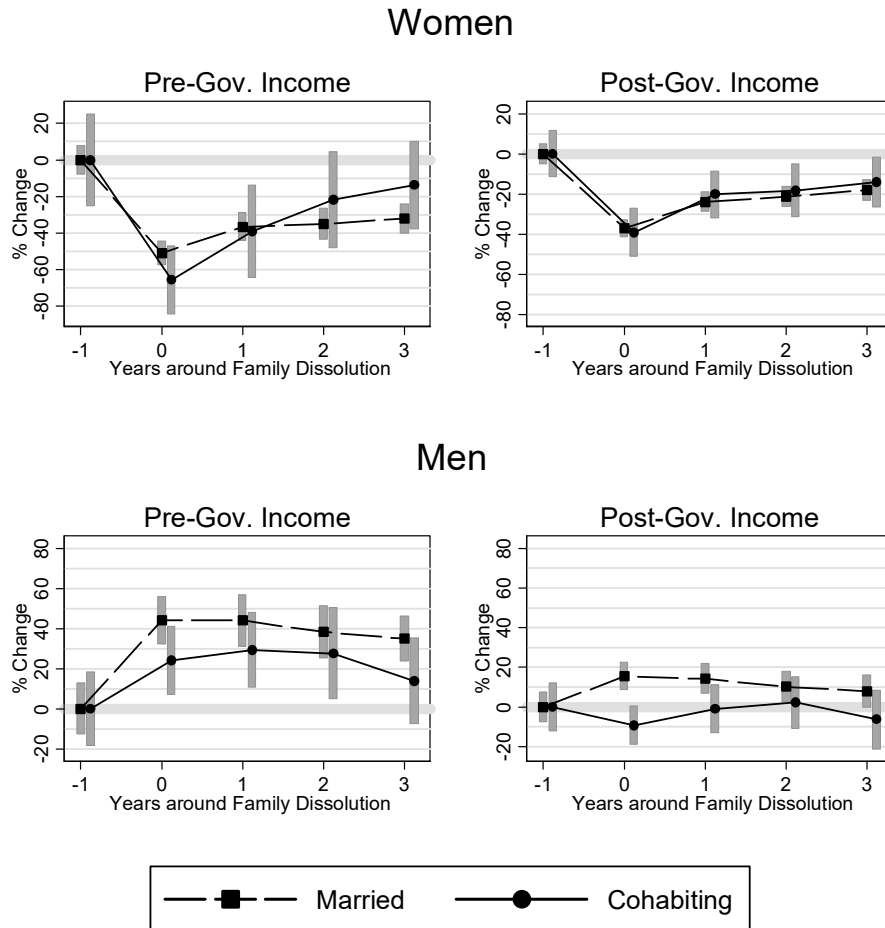 Women
Pre-Gov. Income
Post-Gov. Income
% Change
20
0
-20
-40
-60
-80
-1
0
1
2
3
Years around Family Dissolution
% Change
20
0
-20
-40
-60
-80
-1
0
1
2
3
Years around Family Dissolution
Men
Pre-Gov. Income
Post-Gov. Income
% Change
80
60
40
20
0
-20
-1
0
1
2
3
Years around Family Dissolution
% Change
80
60
40
20
0
-20
-1
0
1
2
3
Years around Family Dissolution
Married
Cohabiting